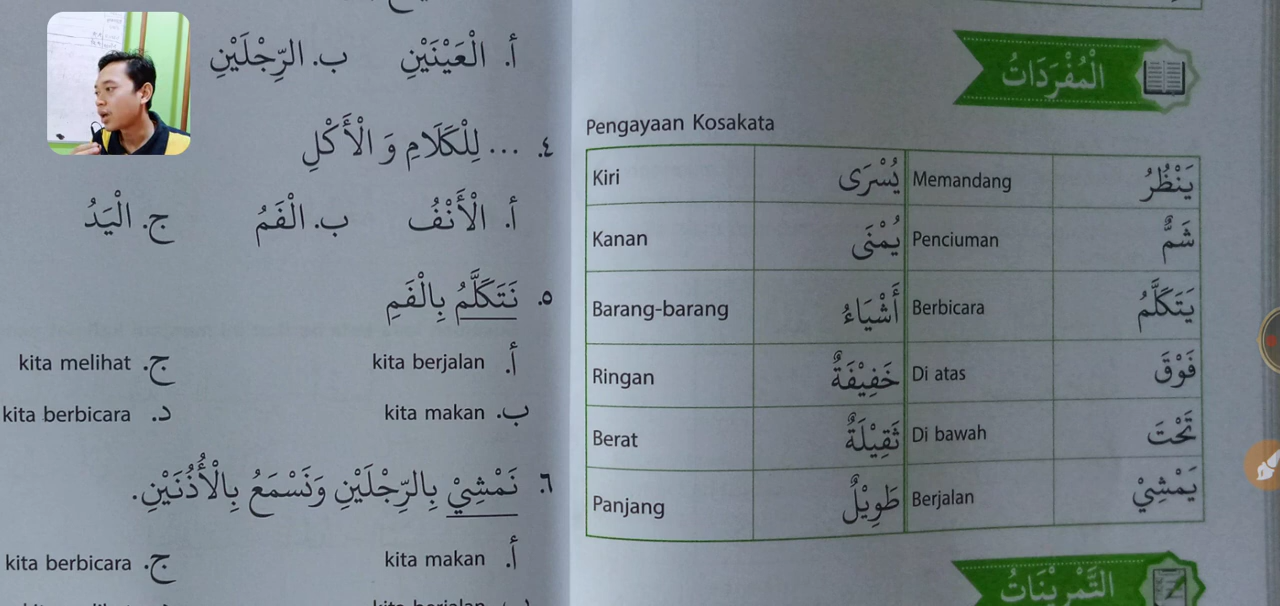 أ. الْعَيْنَيْنِ ب. الرِّجْلَيْنِ
٤. ... لِلْكَلَامِ وَ الْأَكْلِ
أ. الْأَنْفُ ب. الْفَمُ ج. الْيَدُ
٥. نَتَكَلَّمُ بِالْفَمِ
أ. kita berjalan ج. kita melihat
ب. kita makan د. kita berbicara
٦. نَمْشِيْ بِالرِّجْلَيْنِ وَنَسْمَعُ بِالْأُذُنَيْنِ.
أ. kita makan ج. kita berbicara
الْمُفْرَدَاتُ
Pengayaan Kosakata
Kiri يُسْرَى Memandang يَنْظُرُ
Kanan يُمْنَى Penciuman شَمٌّ
Barang-barang أَشْيَاءُ Berbicara يَتَكَلَّمُ
Ringan خَفِيْفَةٌ Di atas فَوْقَ
Berat ثَقِيْلَةٌ Di bawah تَحْتَ
Panjang طَوِيْلٌ Berjalan يَمْشِيْ
التَّمْرِيْنَاتُ